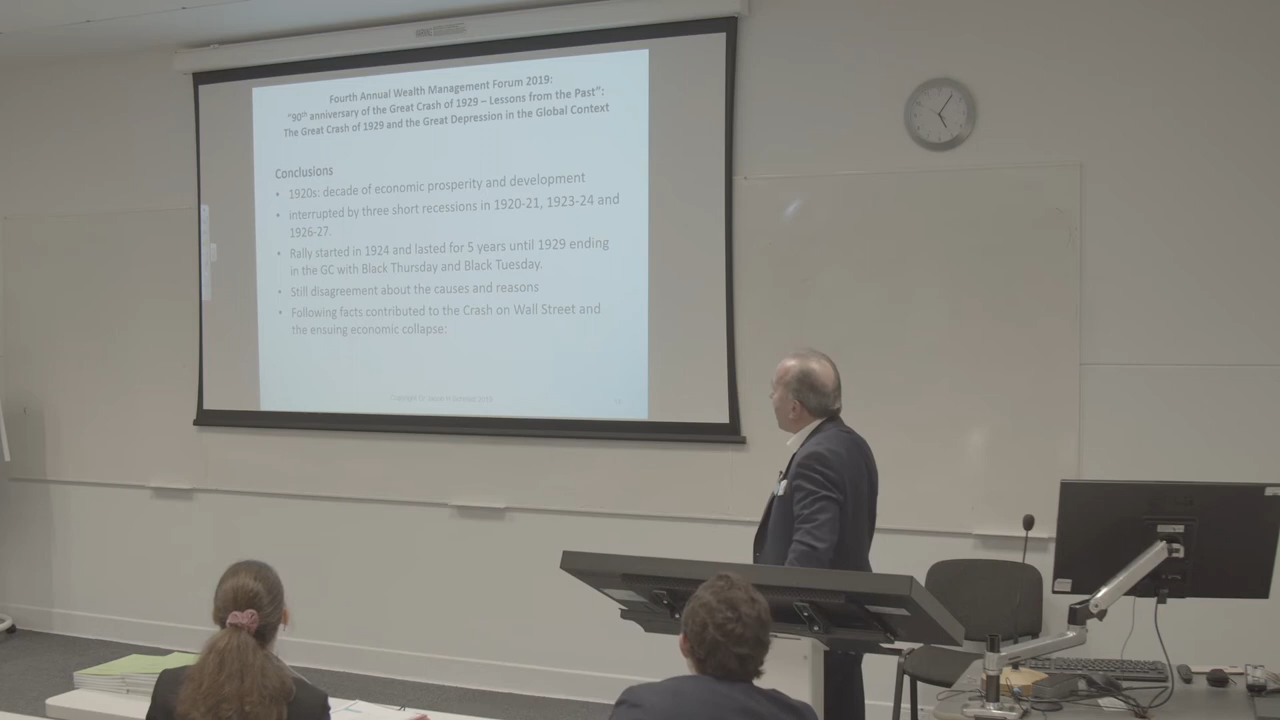 Fourth Annual Wealth Management Forum 2019:
"90th anniversary of the Great Crash of 1929 – Lessons from the Past":
The Great Crash of 1929 and the Great Depression in the Global Context
Conclusions
• 1920s: decade of economic prosperity and development
• interrupted by three short recessions in 1920-21, 1923-24 and
1926-27.
• Rally started in 1924 and lasted for 5 years until 1929 ending
in the GC with Black Thursday and Black Tuesday.
• Still disagreement about the causes and reasons
• Following facts contributed to the Crash on Wall Street and
the ensuing economic collapse:
Copyright Dr
2019